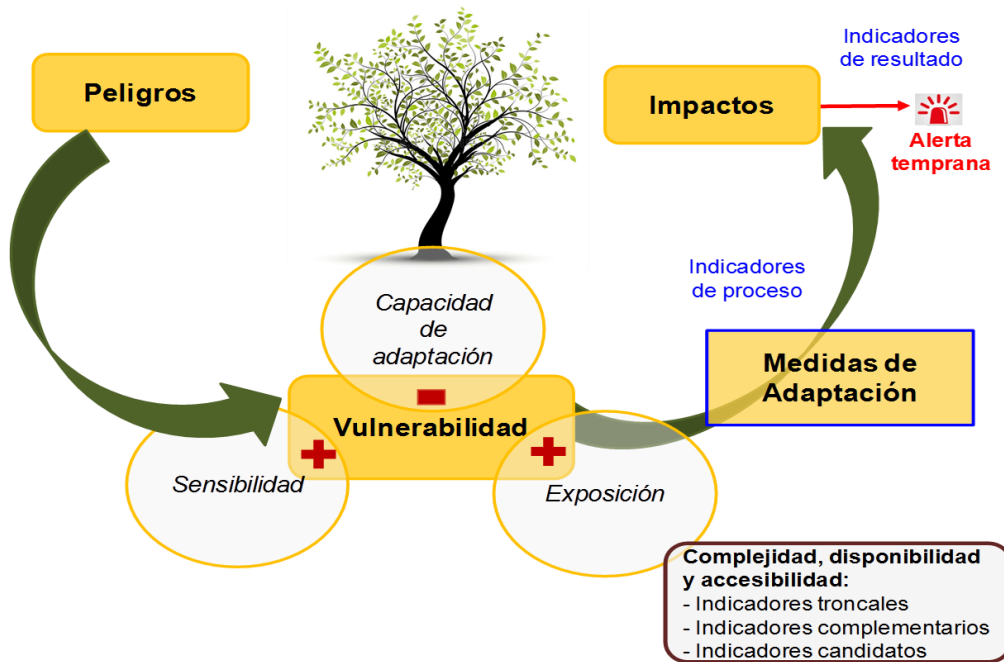 Peligros
Impactos
Indicadores
de resultado
Alerta
temprana
Indicadores
de proceso
Capacidad
de
adaptación
Medidas de
Adaptación
Vulnerabilidad
Sensibilidad
Exposición
Complejidad, disponibilidad
y accesibilidad:
- Indicadores troncales
- Indicadores complementarios
- Indicadores candidatos